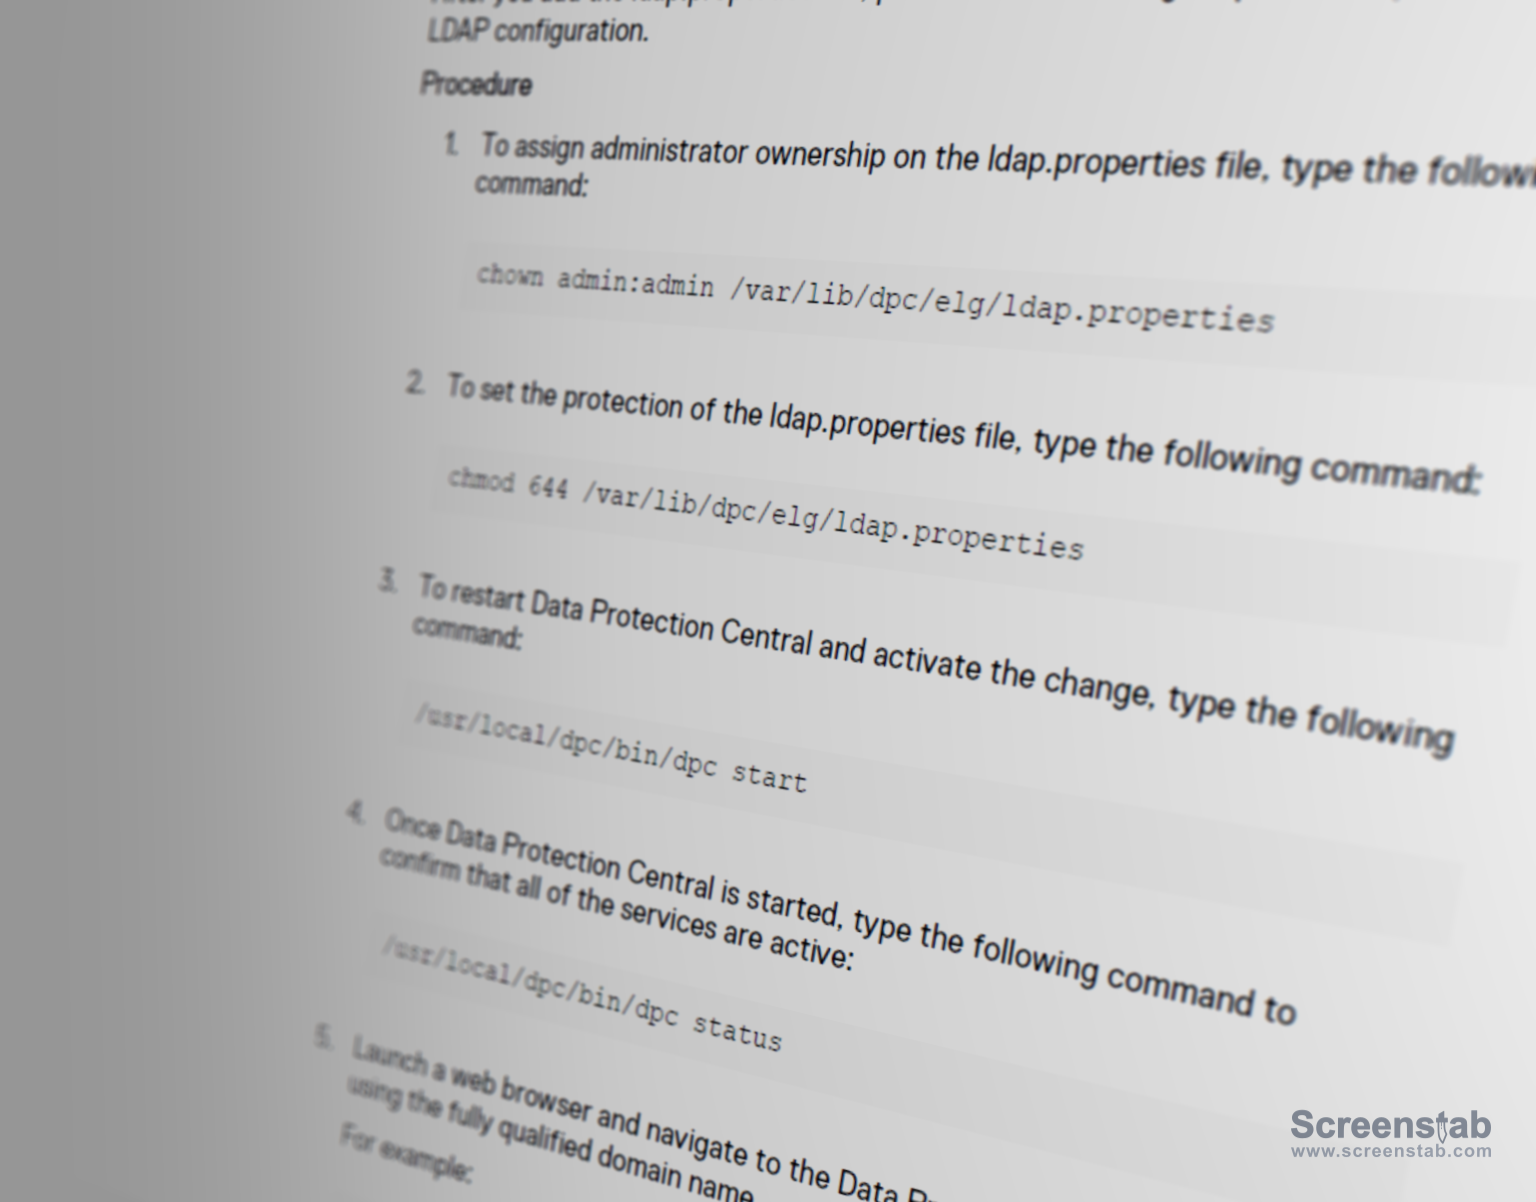 LDAP configuration.
Procedure
1. To assign administrator ownership on the ldap.properties file, type the
command:
chown admin:admin /var/lib/dpc/elg/ldap.properties
2. To set the protection of the ldap.properties file, type the following command:
chmod 644 /var/lib/dpc/elg/ldap.properties
3. To restart Data Protection Central and activate the change, type the following
command:
/usr/local/dpc/bin/dpc start
4. Once Data Protection Central is started, type the following command to
confirm that all of the services are active:
/usr/local/dpc/bin/dpc status
5. Launch a web browser and navigate to the Data
using the fully qualified domain name
For example:
Screenstab
www.screenstab.com